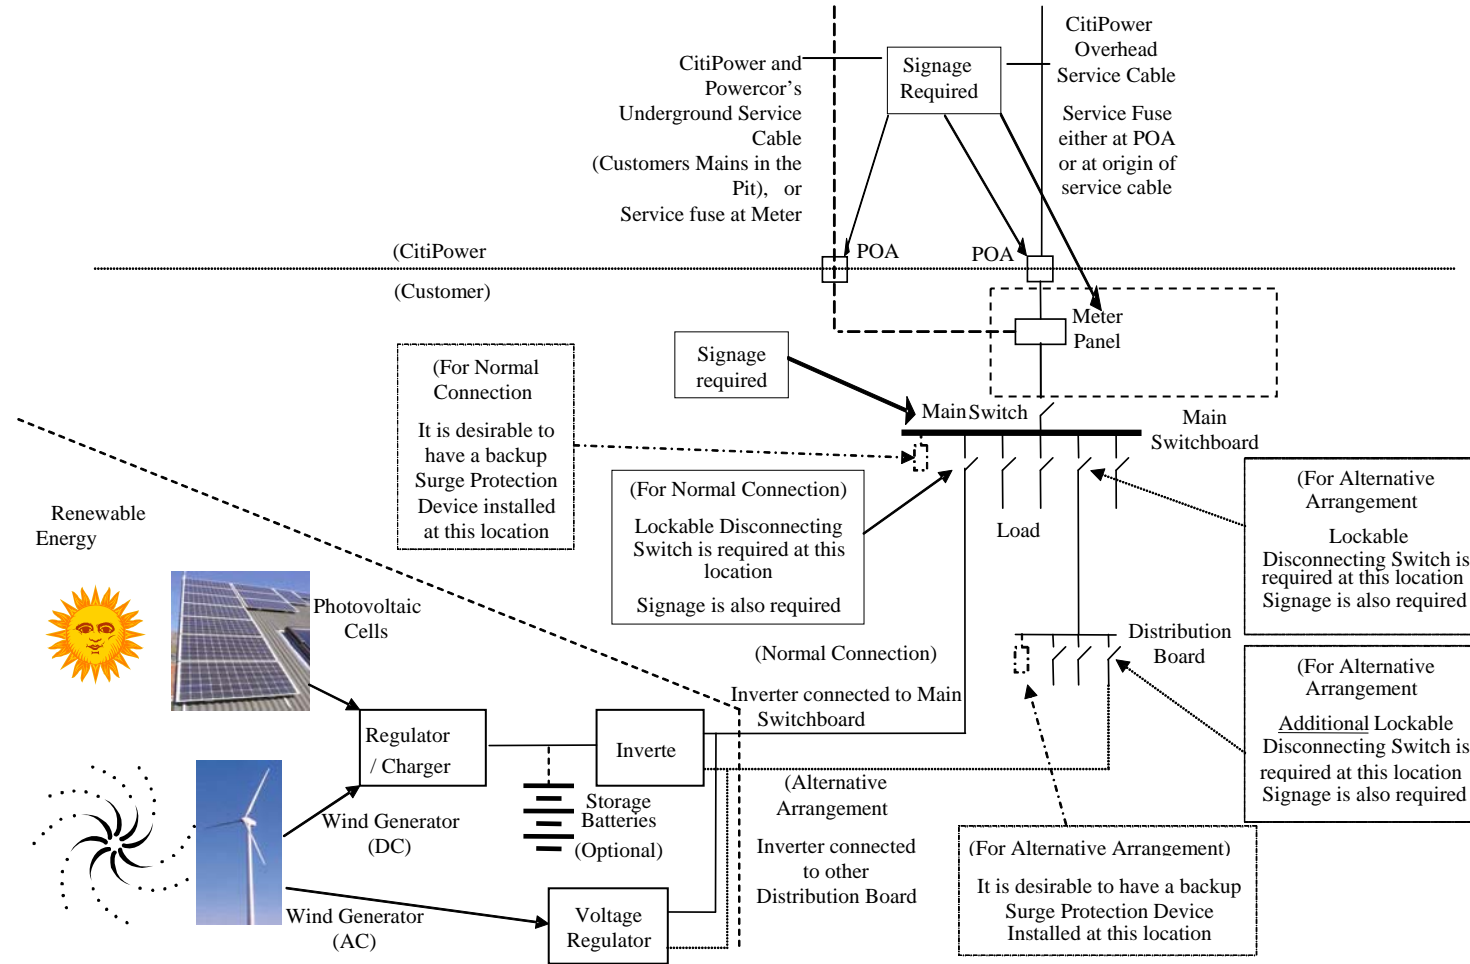 CitiPower and
Powercor's
Underground Service
Cable
(Customers Mains in the
Pit), or
Service fuse at Meter
Signage
Required
CitiPower
Overhead
Service Cable
Service Fuse
either at POA
or at origin of
service cable
(CitiPower
POA
POA
(Customer)
Meter
Panel
Signage
required
(For Normal
Connection
It is desirable to
have a backup
Surge Protection
Device installed
at this location
Main Switch
Main
Switchboard
(For Normal Connection)
Lockable Disconnecting
Switch is required at this
location
Signage is also required
Load
(For Alternative
Arrangement
Lockable
Disconnecting Switch is
required at this location
Signage is also required
Renewable
Energy
Photovoltaic
Cells
(Normal Connection)
Distribution
Board
Inverter connected to Main
Switchboard
(For Alternative
Arrangement
Additional Lockable
Disconnecting Switch is
required at this location
Signage is also required
Regulator
/ Charger
Inverte
Storage
Batteries
(Optional)
(Alternative
Arrangement
Inverter connected
to other
Distribution Board
Wind Generator
(DC)
(For Alternative Arrangement)
It is desirable to have a backup
Surge Protection Device
Installed at this location
Wind Generator
(AC)
Voltage
Regulator